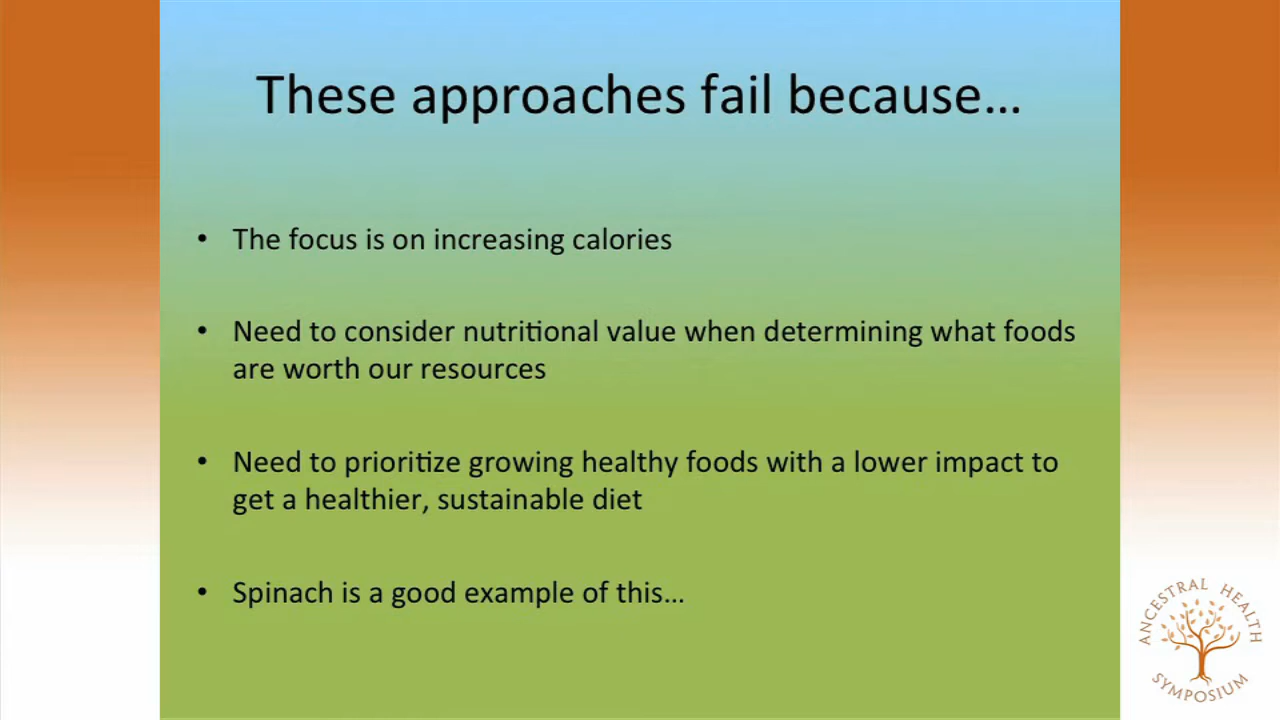 These approaches fail because…
• The focus is on increasing calories
• Need to consider nutritional value when determining what foods
are worth our resources
• Need to prioritize growing healthy foods with a lower impact to
get a healthier, sustainable diet
• Spinach is a good example of this…
ANCESTRAL HEALTH
SYMPOSIUM